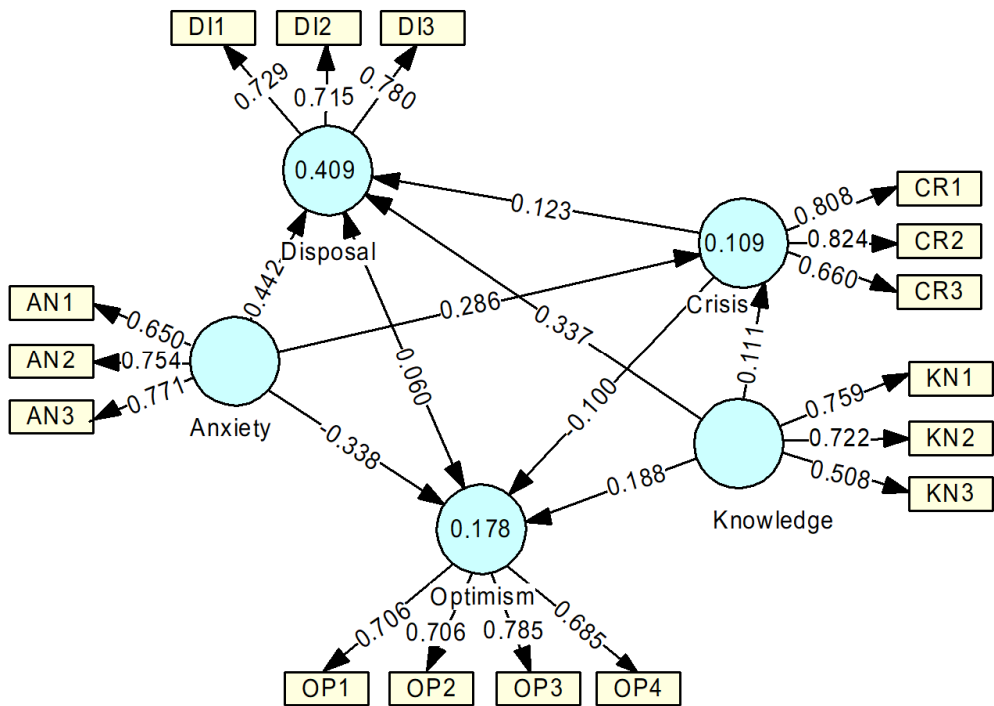 DI1
DI2
DI3
0.729
0.715
0.780
0.409
Disposal
0.123
CR1
0.808
0.109
0.824
CR2
0.660
CR3
Crisis
AN1
0.650
AN2
0.754
AN3
0.771
Anxiety
0.442
0.286
0.337
0.111
0.060
-0.100
KN1
0.759
0.722
KN2
0.508
KN3
Knowledge
-0.338
0.188
0.178
Optimism
0.706
0.706
0.785
0.685
OP1
OP2
OP3
OP4